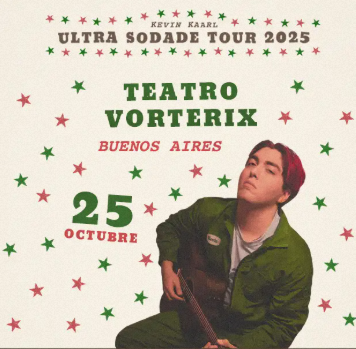 KEVIN KAARL
ULTRA SODADE TOUR 2025
TEATRO
VORTERIX
BUENOS AIRES
25
OCTUBRE